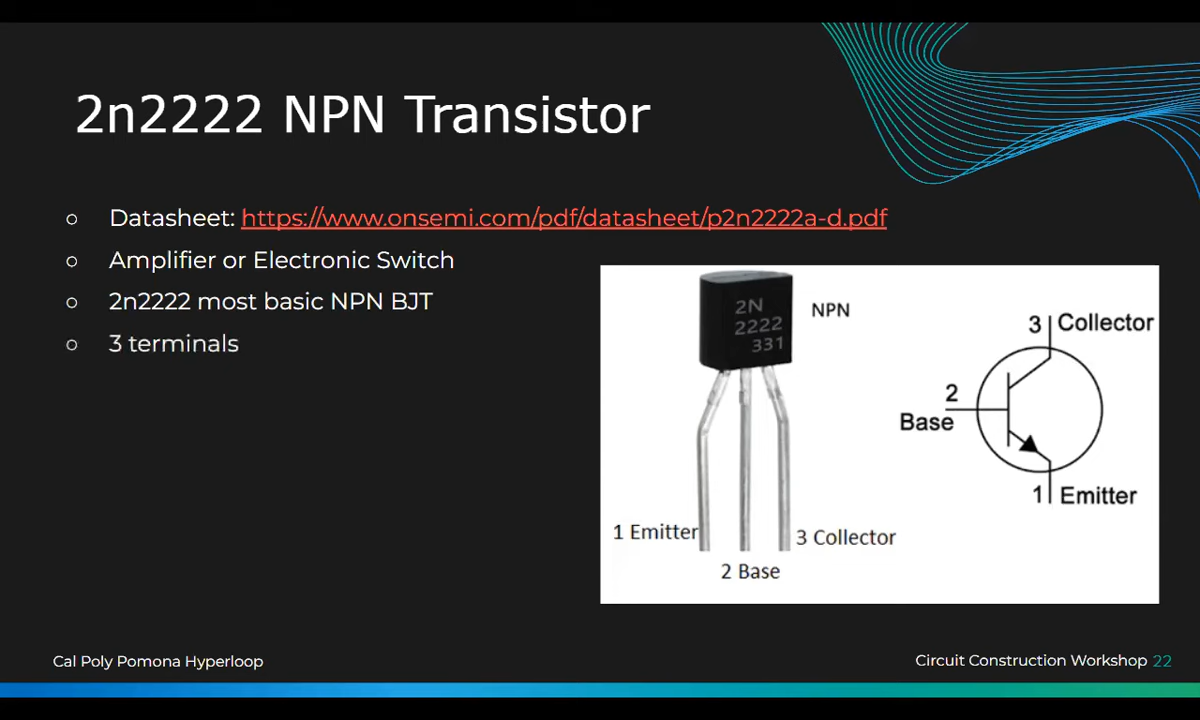 2n2222 NPN Transistor
Datasheet: https://www.onsemi.com/pdf/datasheet/p2n2222a-d.pdf
Amplifier or Electronic Switch
2n2222 most basic NPN BJT
3 terminals
2N
2222
331
NPN
3 Collector
2
Base
1 Emitter
1 Emitter
3 Collector
2 Base
Cal Poly Pomona Hyperloop
Circuit Construction Workshop 22